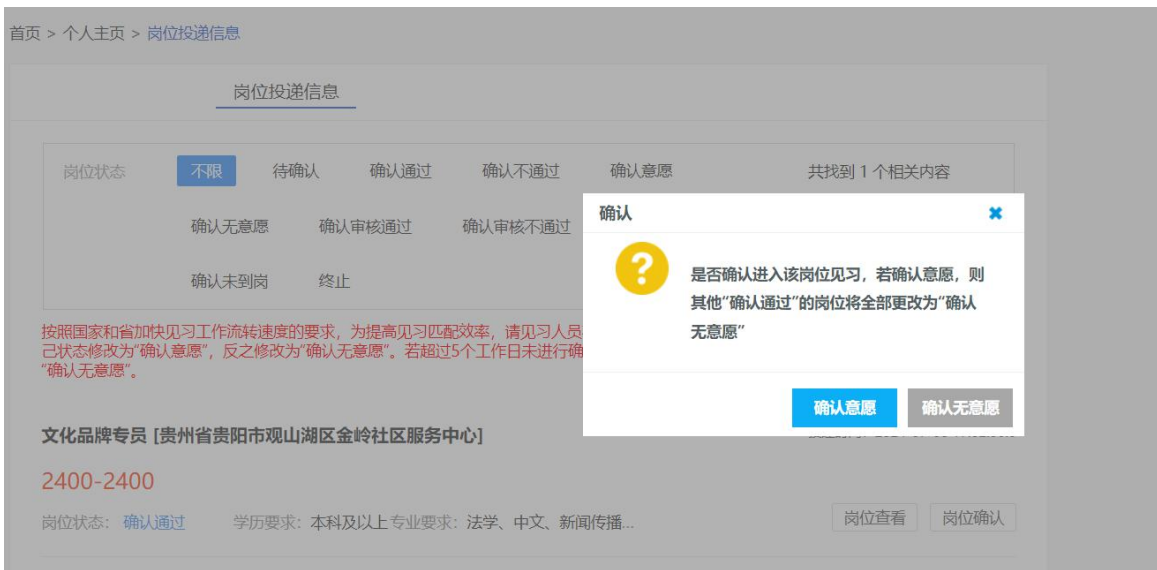 首页 > 个人主页 > 岗位投递信息
岗位投递信息
岗位状态 不限 待确认 确认通过 确认不通过 确认意愿 共找到 1 个相关内容
确认无意愿 确认审核通过 确认审核不通过
确认未到岗 终止
确认
是否确认进入该岗位见习，若确认意愿，则
其他“确认通过”的岗位将全部更改为“确认
无意愿”
确认意愿 确认无意愿
按照国家和省加快见习工作流转速度的要求，为提高见习匹配效率，请见习人员
己状态修改为“确认意愿”，反之修改为“确认无意愿”。若超过5个工作日未进行确
“确认无意愿”。
文化品牌专员 [贵州省贵阳市观山湖区金岭社区服务中心]
2400-2400
岗位状态： 确认通过 学历要求：本科及以上 专业要求：法学、中文、新闻传播... 岗位查看 岗位确认